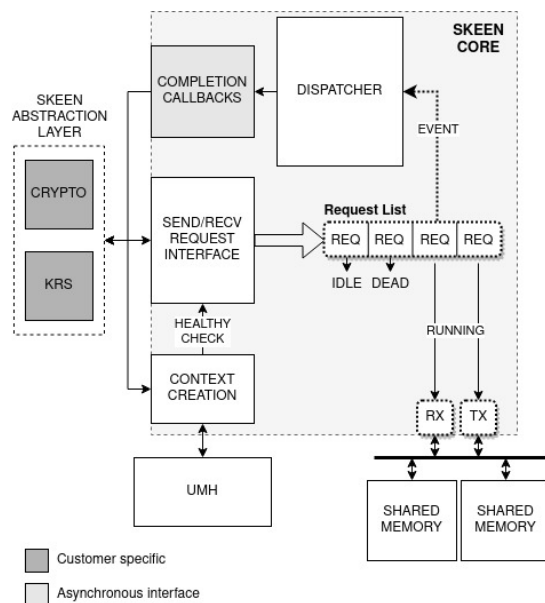 SKEEN
CORE
COMPLETION
CALLBACKS
DISPATCHER
SKEEN
ABSTRACTION
LAYER
EVENT
CRYPTO
SEND/RECV
REQUEST
INTERFACE
Request List
REQ REQ REQ REQ
KRS
IDLE DEAD
HEALTHY
CHECK
RUNNING
CONTEXT
CREATION
RX TX
UMH
SHARED
MEMORY
SHARED
MEMORY
Customer specific
Asynchronous interface